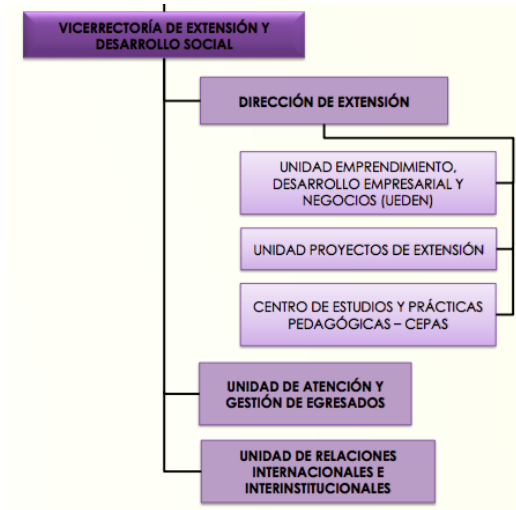 VICERRECTORÍA DE EXTENSIÓN Y
DESARROLLO SOCIAL
DIRECCIÓN DE EXTENSIÓN
UNIDAD EMPRENDIMIENTO,
DESARROLLO EMPRESARIAL Y
NEGOCIOS (UEDEN)
UNIDAD PROYECTOS DE EXTENSIÓN
CENTRO DE ESTUDIOS Y PRÁCTICAS
PEDAGÓGICAS – CEPAS
UNIDAD DE ATENCIÓN Y
GESTIÓN DE EGRESADOS
UNIDAD DE RELACIONES
INTERNACIONALES E
INTERINSTITUCIONALES